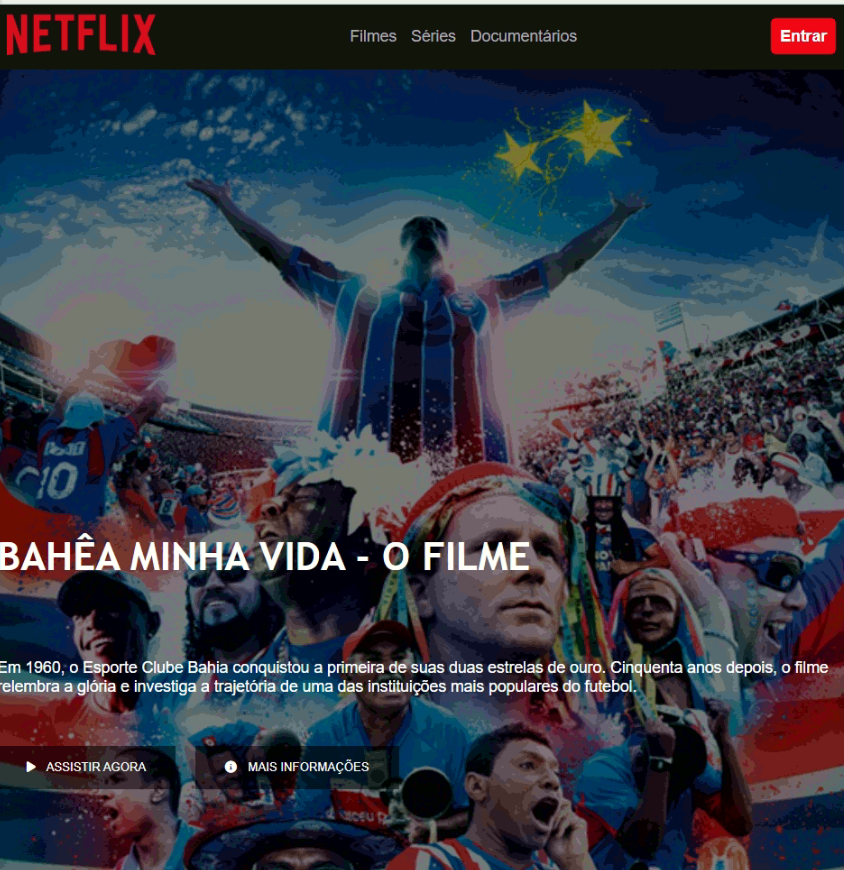 NETFLIX
Filmes Séries Documentários
Entrar
10
BAHÊA MINHA VIDA - O FILME
Em 1960, o Esporte Clube Bahia conquistou a primeira de suas duas estrelas de ouro. Cinquenta anos depois, o filme
relembra a glória e investiga a trajetória de uma das instituições mais populares do futebol.
ASSISTIR AGORA
MAIS INFORMAÇÕES